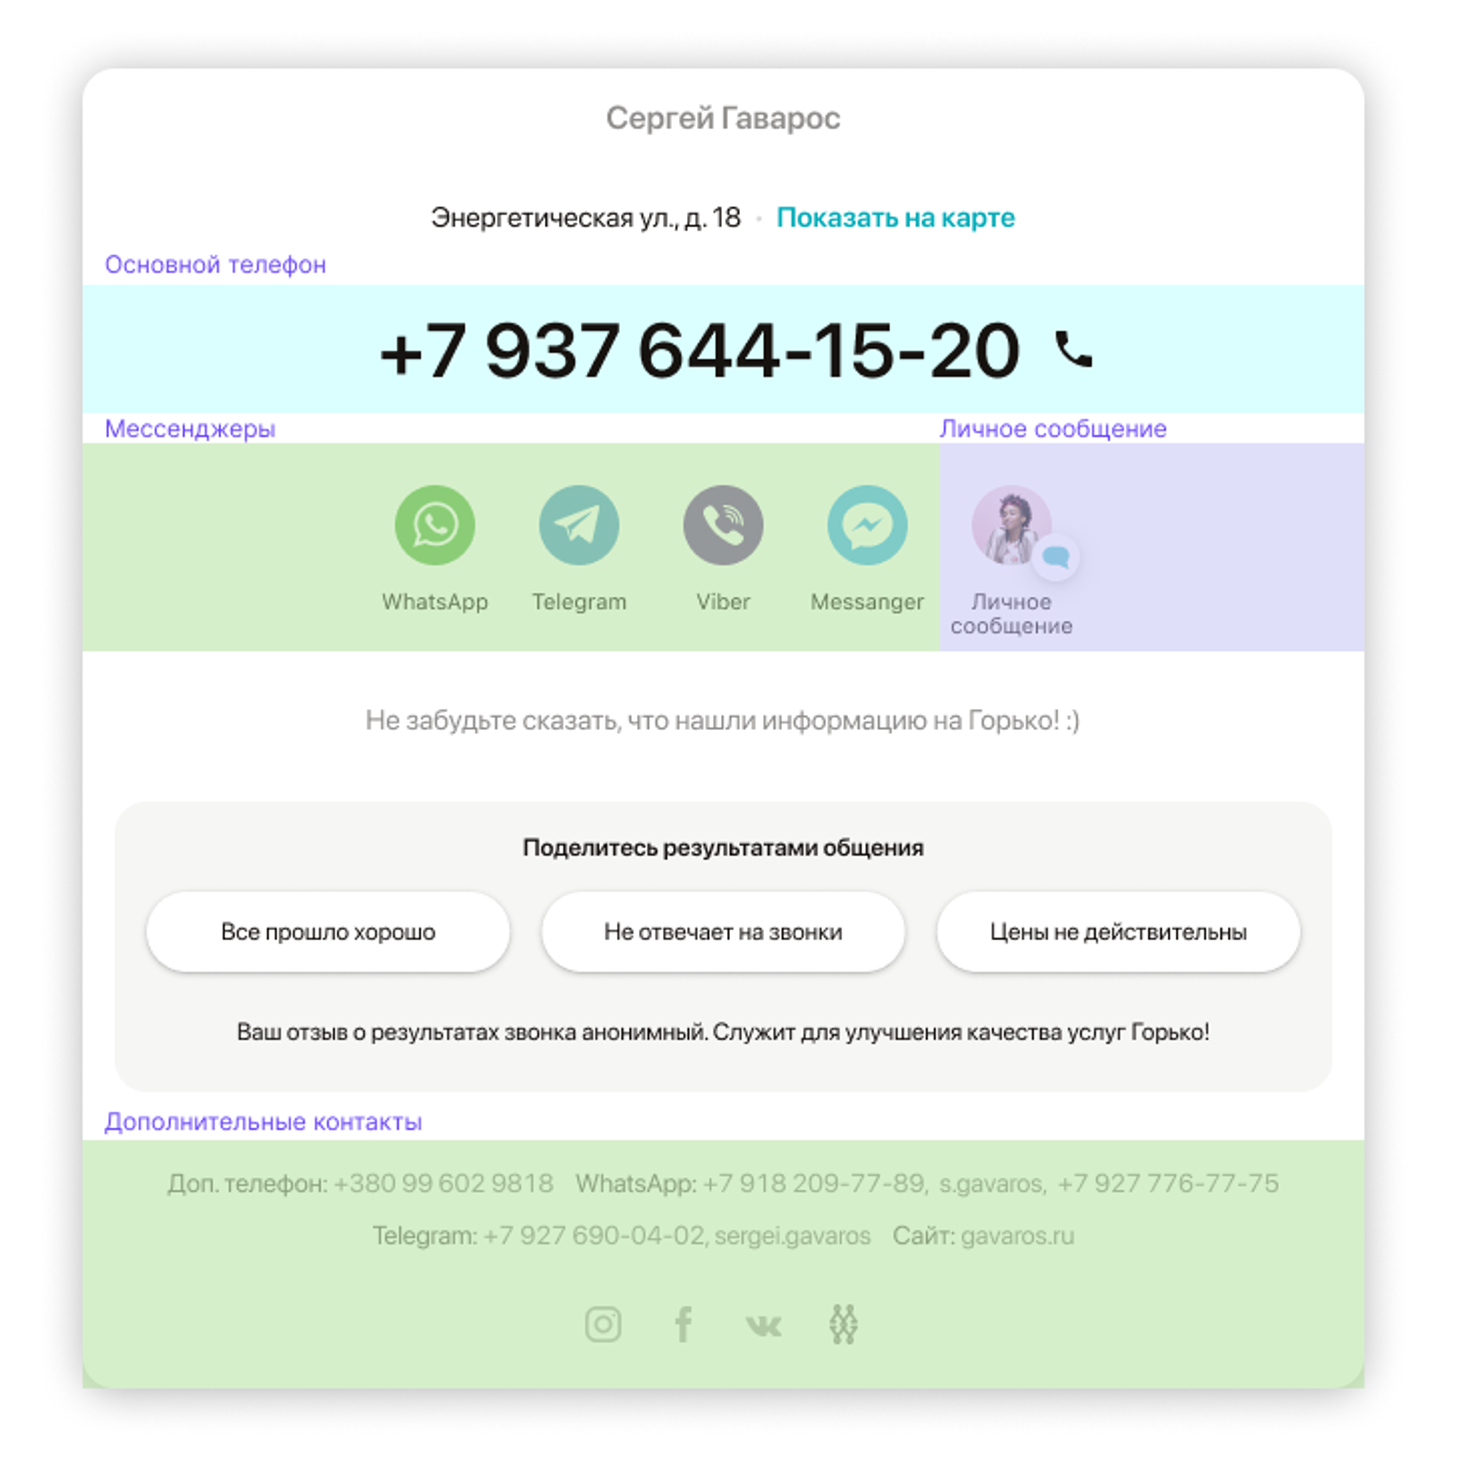 Сергей Гаварос
Энергетическая ул., д. 18 · Показать на карте
Основной телефон
+7 937 644-15-20
Мессенджеры
Личное сообщение
WhatsApp
Telegram
Viber
Messanger
Личное
сообщение
Не забудьте сказать, что нашли информацию на Горько! :)
Поделитесь результатами общения
Все прошло хорошо
Не отвечает на звонки
Цены не действительны
Ваш отзыв о результатах звонка анонимный. Служит для улучшения качества услуг Горько!
Дополнительные контакты
Доп. телефон: +380 99 602 9818 WhatsApp: +7 918 209-77-89, s.gavaros, +7 927 776-77-75
Telegram: +7 927 690-04-02, sergei.gavaros Сайт: gavaros.ru